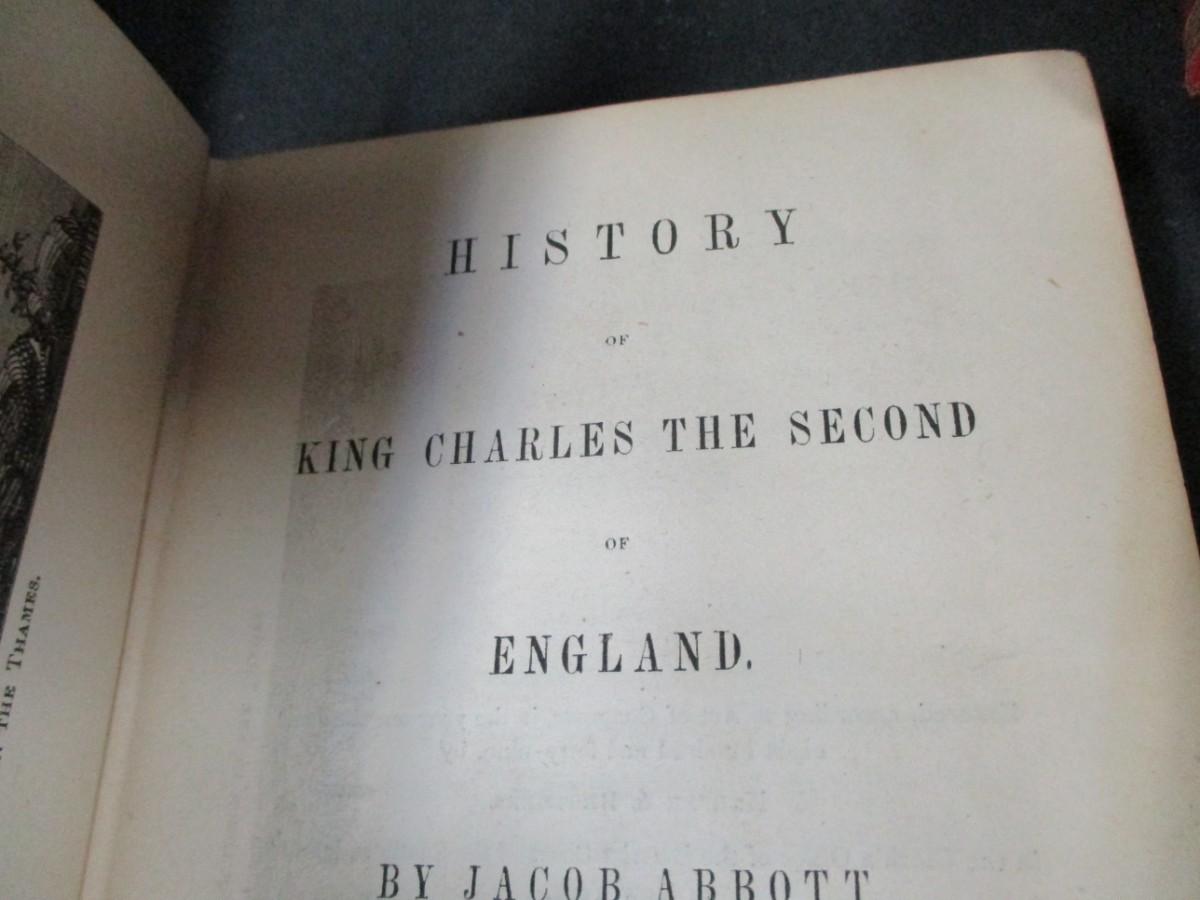 THE THAMES.
HISTORY
OF
KING CHARLES THE SECOND
OF
ENGLAND.
BY JACOB ABBOTT